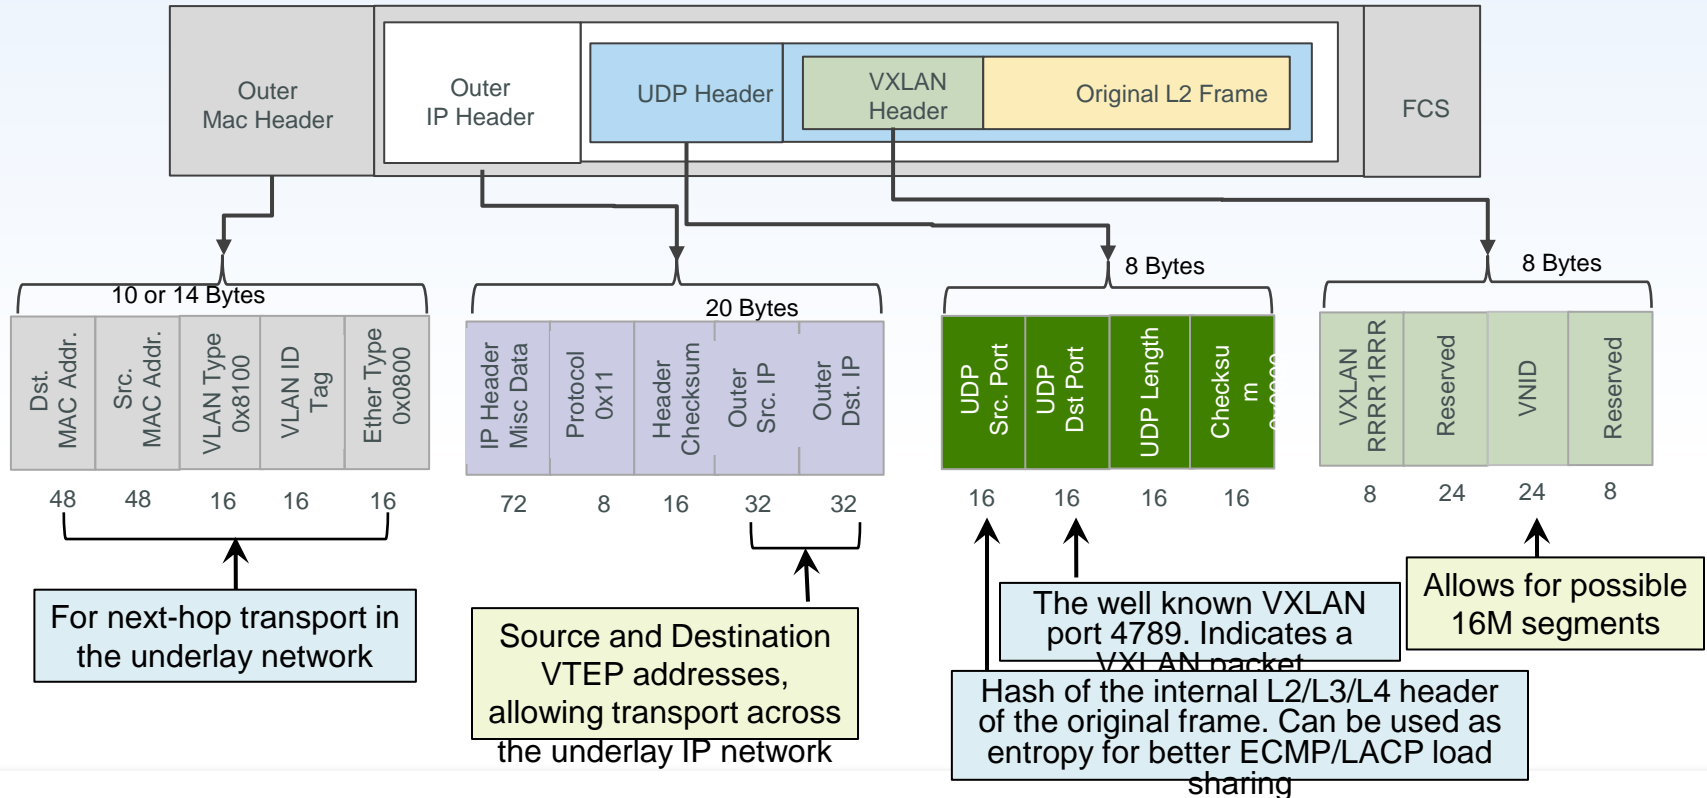 Outer
Mac Header
Outer
IP Header
UDP Header
VXLAN
Header
Original L2 Frame
FCS
10 or 14 Bytes
20 Bytes
8 Bytes
8 Bytes
Dst.
MAC Addr.
Src.
MAC Addr.
VLAN Type
0x8100
VLAN ID
Tag
Ether Type
0x0800
IP Header
Misc Data
Protocol
0x11
Header
Checksum
Outer
Src. IP
Outer
Dst. IP
UDP
Src. Port
UDP
Dst Port
UDP Length
Checksu
m
VXLAN
RRRR1RRR
Reserved
VNID
Reserved
48
48
16
16
16
72
8
16
32
32
16
16
16
16
8
24
24
8
For next-hop transport in
the underlay network
Source and Destination
VTEP addresses,
allowing transport across
the underlay IP network
The well known VXLAN
port 4789. Indicates a
VXLAN packet
Hash of the internal L2/L3/L4 header
of the original frame. Can be used as
entropy for better ECMP/LACP load
sharing
Allows for possible
16M segments